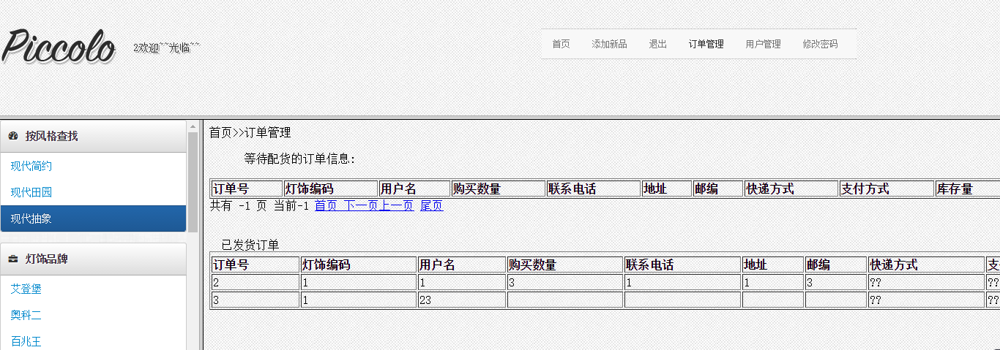 Piccolo 2欢迎~~光临~~
首页 添加新品 退出 订单管理 用户管理 修改密码
按风格查找
现代简约
现代田园
现代抽象
灯饰品牌
艾登堡
奥科二
百兆王
首页>>订单管理
等待配货的订单信息:
订单号 灯饰编码 用户名 购买数量 联系电话 地址 邮编 快递方式 支付方式 库存量
共有 -1 页 当前-1 首页 下一页上一页 尾页
已发货订单
订单号 灯饰编码 用户名 购买数量 联系电话 地址 邮编 快递方式 支
2 1 1 3 1 1 3 ?? ??
3 1 23 ?? ??